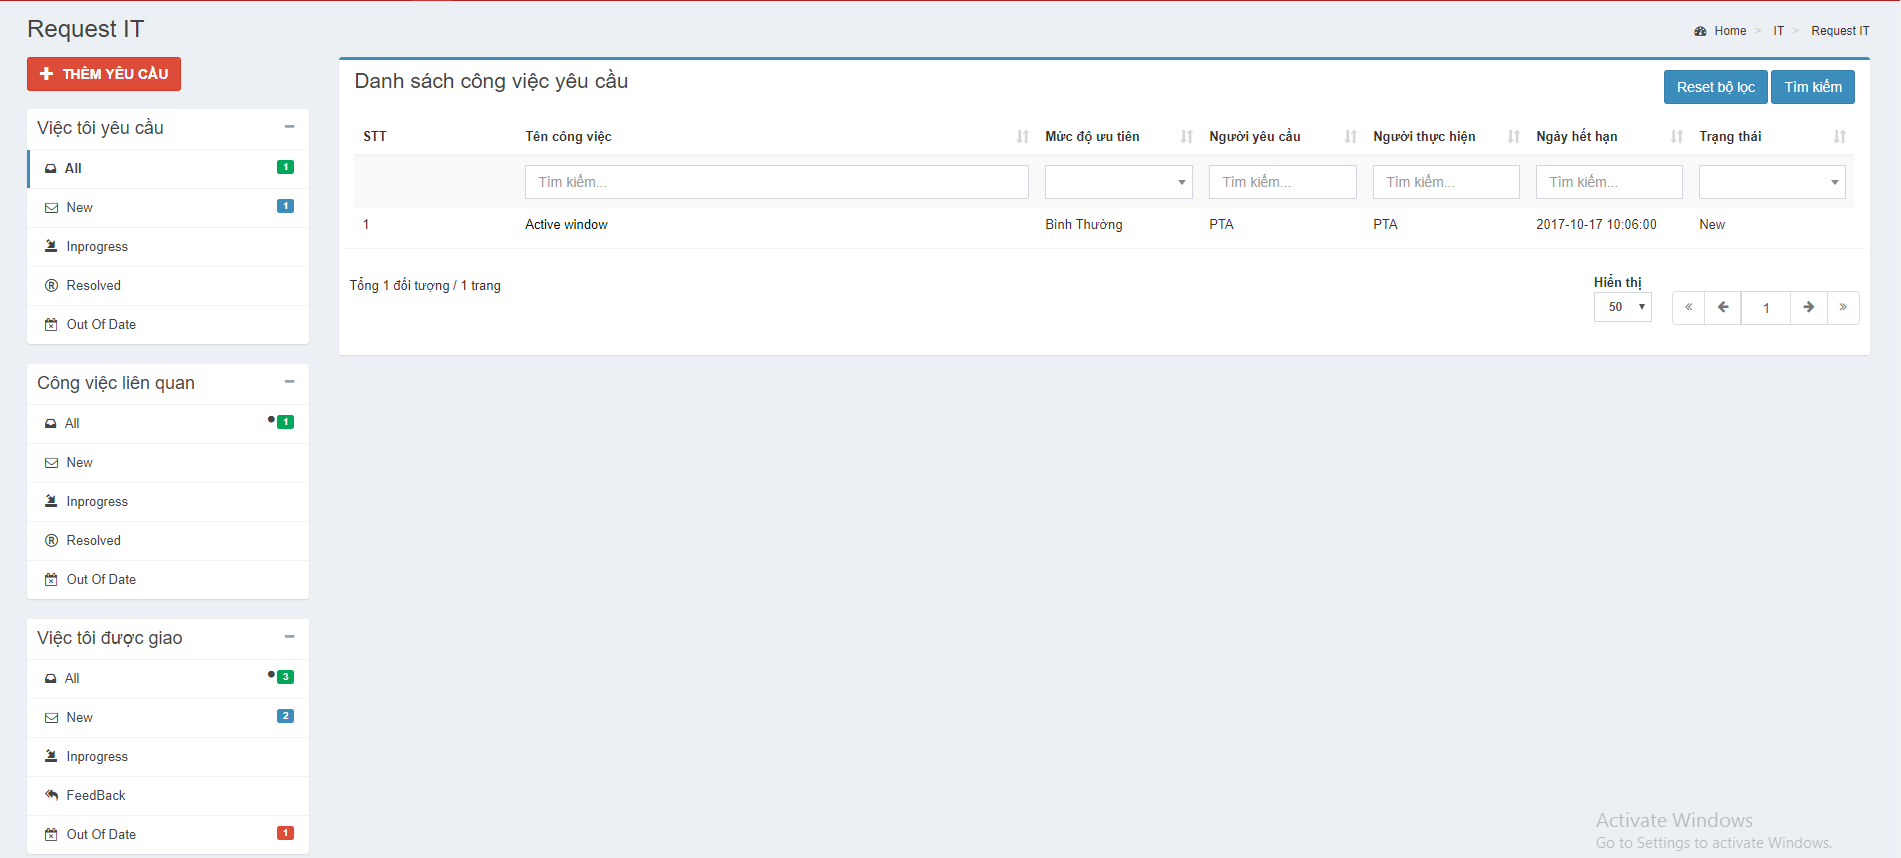 Request IT
Home > IT > Request IT
THÊM YÊU CẦU
Việc tôi yêu cầu
All 1
New 1
Inprogress
Resolved
Out Of Date
Công việc liên quan
All 1
New
Inprogress
Resolved
Out Of Date
Việc tôi được giao
All 3
New 2
Inprogress
FeedBack
Out Of Date 1
Danh sách công việc yêu cầu
Reset bộ lọc Tìm kiếm
STT Tên công việc Mức độ ưu tiên Người yêu cầu Người thực hiện Ngày hết hạn Trạng thái
Tìm kiếm... Tìm kiếm... Tìm kiếm... Tìm kiếm...
1 Active window Bình Thường PTA PTA 2017-10-17 10:06:00 New
Tổng 1 đối tượng / 1 trang
Hiển thị
50 « 1 »
Activate Windows
Go to Settings to activate Windows.